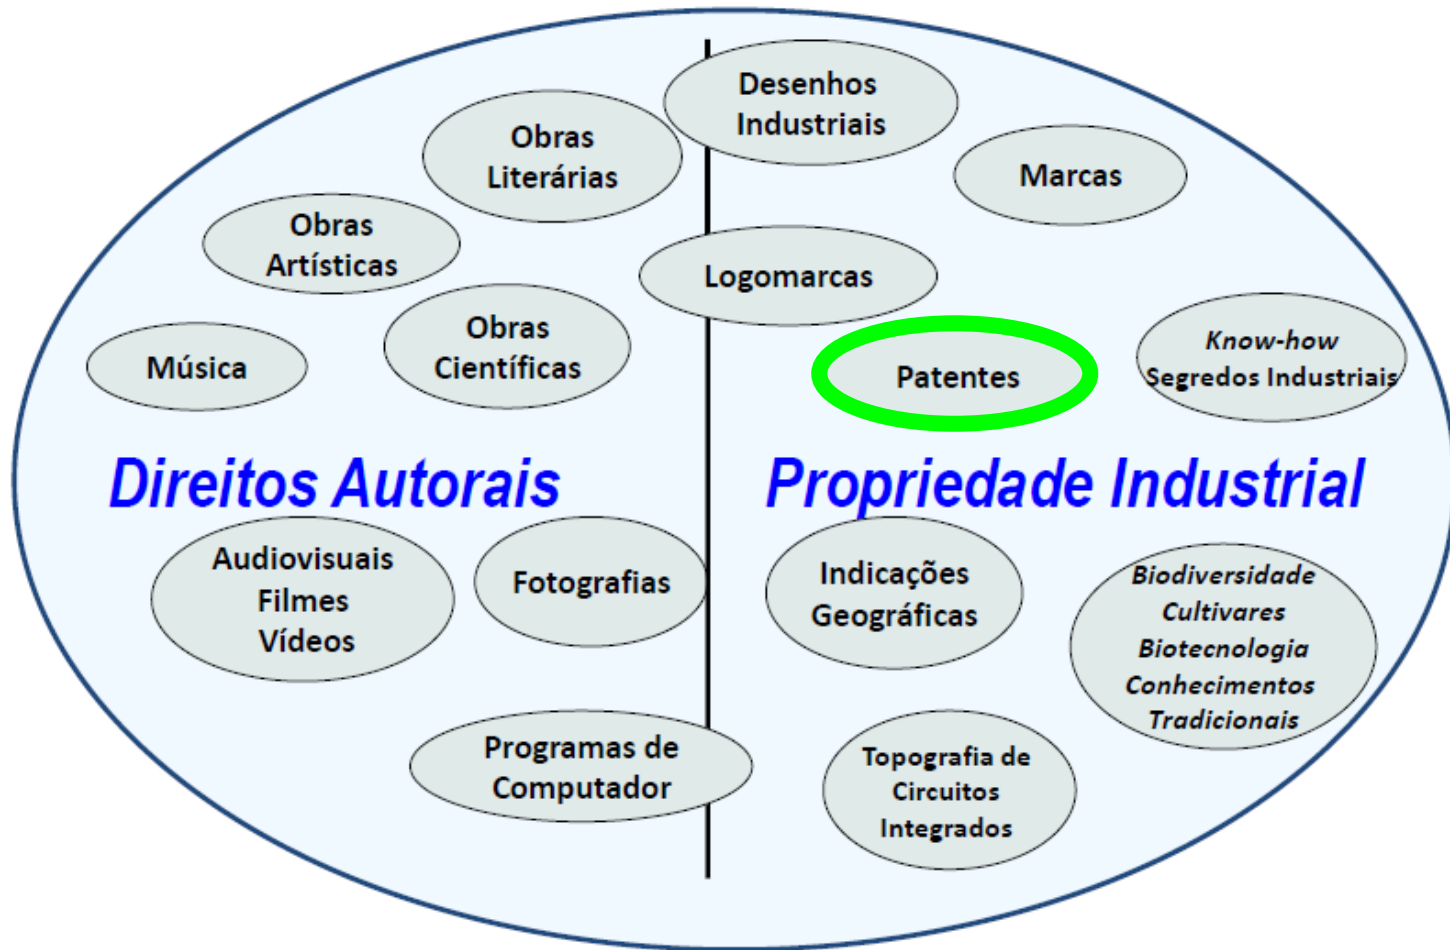 Desenhos
Industriais
Obras
Literárias
Marcas
Obras
Artísticas
Logomarcas
Obras
Científicas
Música
Patentes
Know-how
Segredos Industriais
Direitos Autorais
Propriedade Industrial
Audiovisuais
Filmes
Vídeos
Fotografias
Indicações
Geográficas
Biodiversidade
Cultivares
Biotecnologia
Conhecimentos
Tradicionais
Programas de
Computador
Topografia de
Circuitos
Integrados